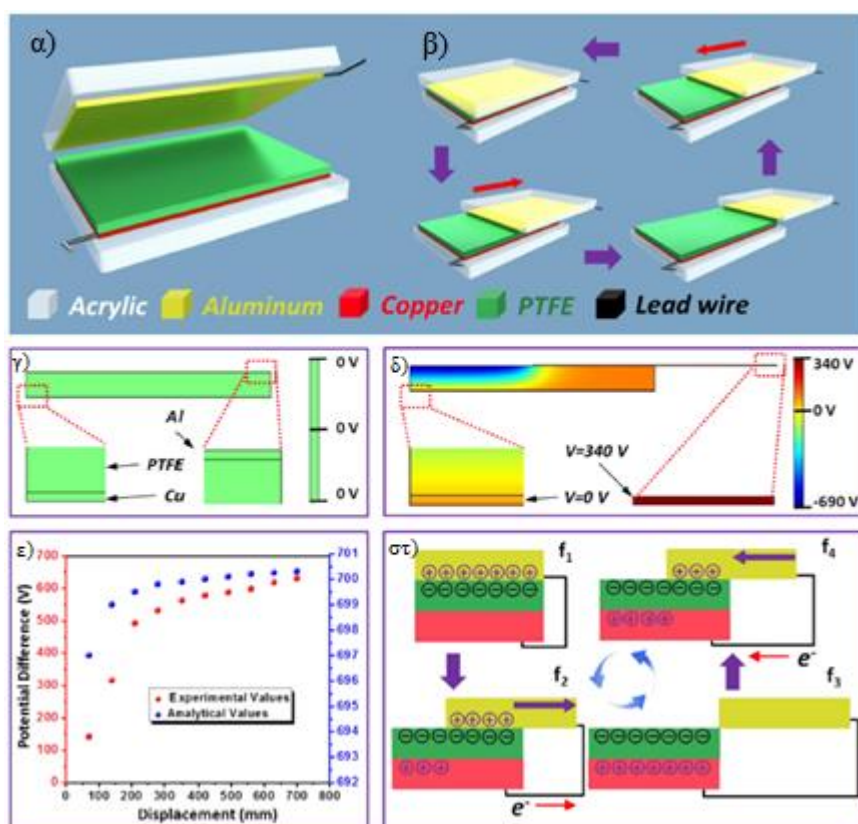 α)
β)
Acrylic Aluminum Copper PTFE Lead wire
γ)
0 V
0 V
0 V
Al
PTFE
Cu
δ)
340 V
0 V
-690 V
V=340 V
V=0 V
ε)
Potential Difference (V)
700
600
500
400
300
200
100
0
701
700
699
698
697
696
695
694
693
692
Experimental Values
Analytical Values
0 100 200 300 400 500 600 700 800
Displacement (mm)
στ)
f1
f4
e-
f2
f3
e-